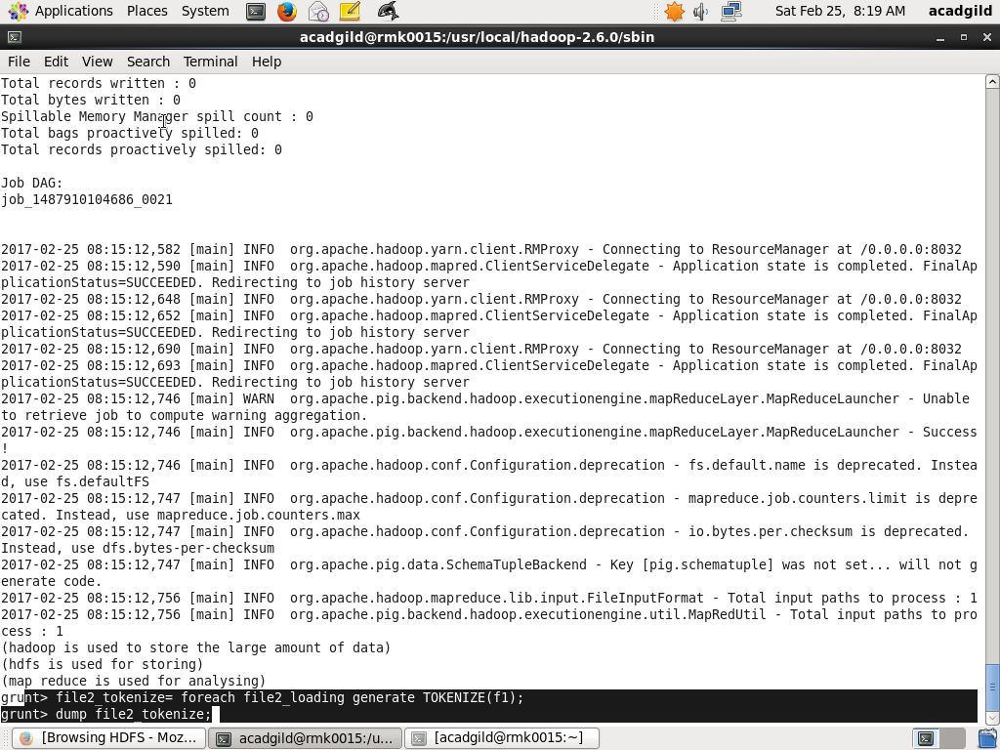 Applications Places System Sat Feb 25, 8:19 AM acadgild
acadgild@rmk0015:/usr/local/hadoop-2.6.0/sbin
File Edit View Search Terminal Help
Total records written : 0
Total bytes written : 0
Spillable Memory Manager spill count : 0
Total bags proactively spilled: 0
Total records proactively spilled: 0
Job DAG:
job_1487910104686_0021
2017-02-25 08:15:12,582 [main] INFO  org.apache.hadoop.yarn.client.RMProxy - Connecting to ResourceManager at /0.0.0.0:8032
2017-02-25 08:15:12,590 [main] INFO  org.apache.hadoop.mapred.ClientServiceDelegate - Application state is completed. FinalAp
plicationStatus=SUCCEEDED. Redirecting to job history server
2017-02-25 08:15:12,648 [main] INFO  org.apache.hadoop.yarn.client.RMProxy - Connecting to ResourceManager at /0.0.0.0:8032
2017-02-25 08:15:12,652 [main] INFO  org.apache.hadoop.mapred.ClientServiceDelegate - Application state is completed. FinalAp
plicationStatus=SUCCEEDED. Redirecting to job history server
2017-02-25 08:15:12,690 [main] INFO  org.apache.hadoop.yarn.client.RMProxy - Connecting to ResourceManager at /0.0.0.0:8032
2017-02-25 08:15:12,693 [main] INFO  org.apache.hadoop.mapred.ClientServiceDelegate - Application state is completed. FinalAp
plicationStatus=SUCCEEDED. Redirecting to job history server
2017-02-25 08:15:12,746 [main] WARN  org.apache.pig.backend.hadoop.executionengine.mapReduceLayer.MapReduceLauncher - Unable
to retrieve job to compute warning aggregation.
2017-02-25 08:15:12,746 [main] INFO  org.apache.pig.backend.hadoop.executionengine.mapReduceLayer.MapReduceLauncher - Success
!
2017-02-25 08:15:12,746 [main] INFO  org.apache.hadoop.conf.Configuration.deprecation - fs.default.name is deprecated. Instea
d, use fs.defaultFS
2017-02-25 08:15:12,747 [main] INFO  org.apache.hadoop.conf.Configuration.deprecation - mapreduce.job.counters.limit is depre
cated. Instead, use mapreduce.job.counters.max
2017-02-25 08:15:12,747 [main] INFO  org.apache.hadoop.conf.Configuration.deprecation - io.bytes.per.checksum is deprecated.
Instead, use dfs.bytes-per-checksum
2017-02-25 08:15:12,747 [main] INFO  org.apache.pig.data.SchemaTupleBackend - Key [pig.schematuple] was not set... will not g
enerate code.
2017-02-25 08:15:12,756 [main] INFO  org.apache.hadoop.mapreduce.lib.input.FileInputFormat - Total input paths to process : 1
2017-02-25 08:15:12,756 [main] INFO  org.apache.pig.backend.hadoop.executionengine.util.MapRedUtil - Total input paths to pro
cess : 1
(hadoop is used to store the large amount of data)
(hdfs is used for storing)
(map reduce is used for analysing)
grunt> file2_tokenize= foreach file2_loading generate TOKENIZE(f1);
grunt> dump file2_tokenize;
[Browsing HDFS - Moz... acadgild@rmk0015:/u... [acadgild@rmk0015:~]